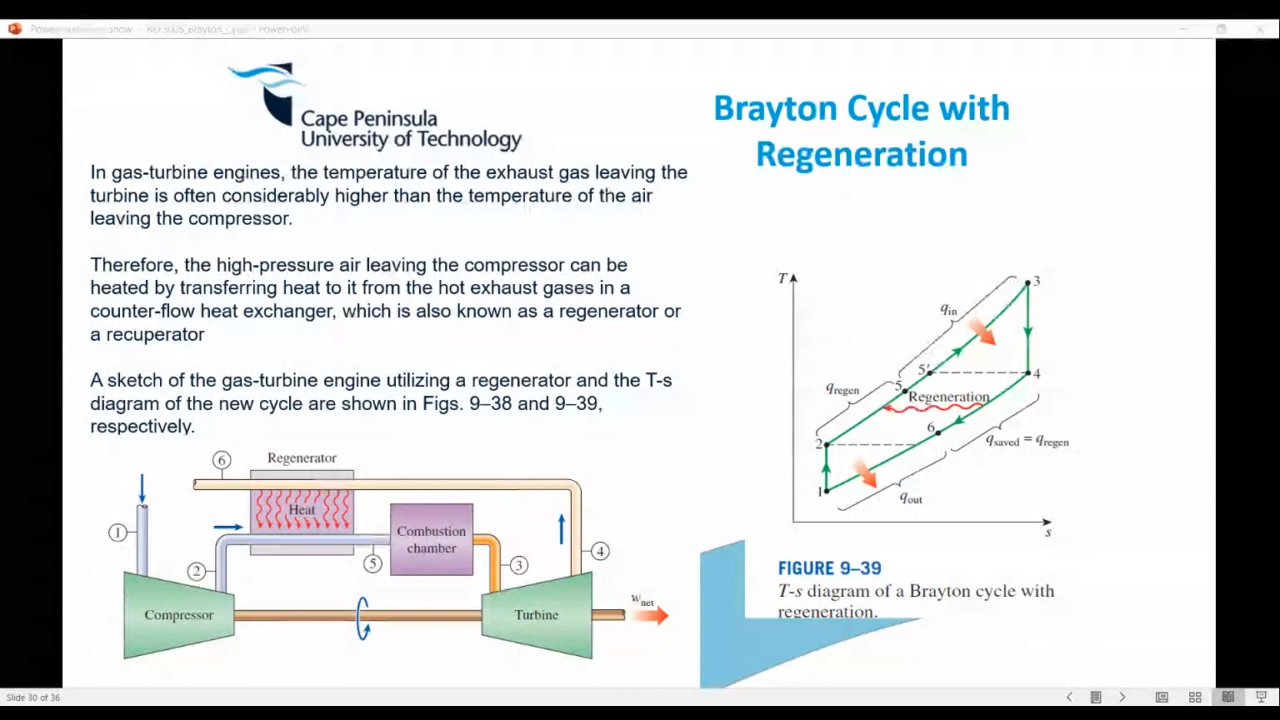 Cape Peninsula
University of Technology
Brayton Cycle with
Regeneration
In gas-turbine engines, the temperature of the exhaust gas leaving the
turbine is often considerably higher than the temperature of the air
leaving the compressor.
Therefore, the high-pressure air leaving the compressor can be
heated by transferring heat to it from the hot exhaust gases in a
counter-flow heat exchanger, which is also known as a regenerator or
a recuperator
A sketch of the gas-turbine engine utilizing a regenerator and the T-s
diagram of the new cycle are shown in Figs. 9–38 and 9–39,
respectively.
6
Regenerator
Heat
1
2
5
Combustion
chamber
3
4
Compressor
Turbine
wnet
T
3
qin
5'
4
5
qregen
Regeneration
6
2
qsaved = qregen
1
qout
s
FIGURE 9–39
T-s diagram of a Brayton cycle with
regeneration.
Slide 30 of 36